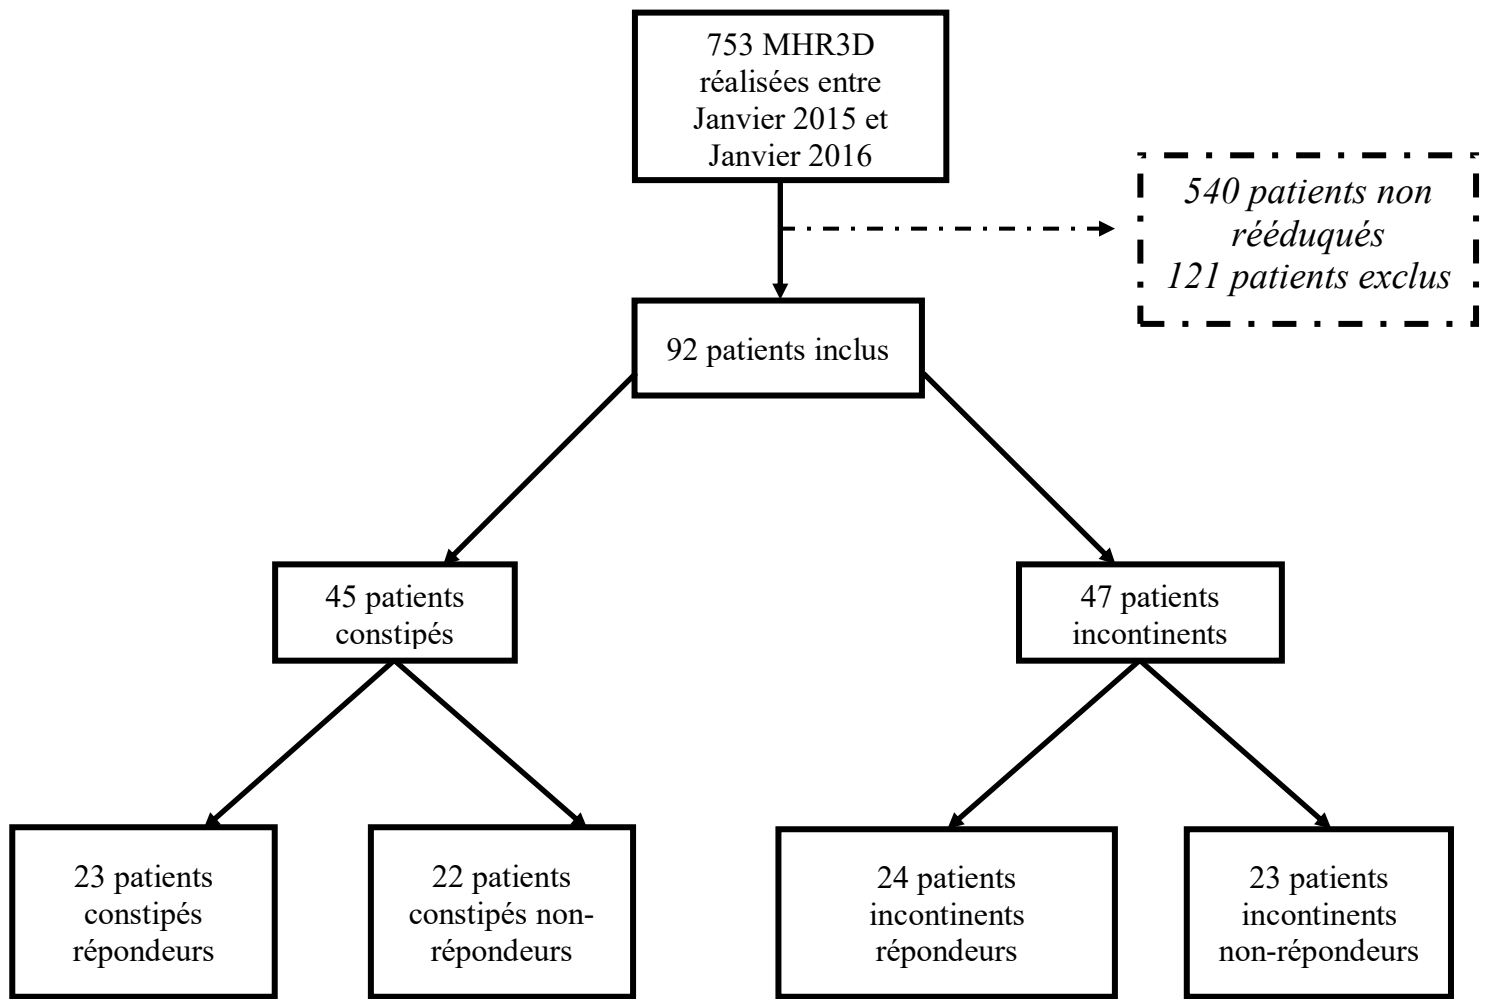 753 MHR3D
réalisées entre
Janvier 2015 et
Janvier 2016
540 patients non
rééduqués
121 patients exclus
92 patients inclus
45 patients
constipés
47 patients
incontinents
23 patients
constipés
répondeurs
22 patients
constipés non-
répondeurs
24 patients
incontinents
répondeurs
23 patients
incontinents
non-répondeurs